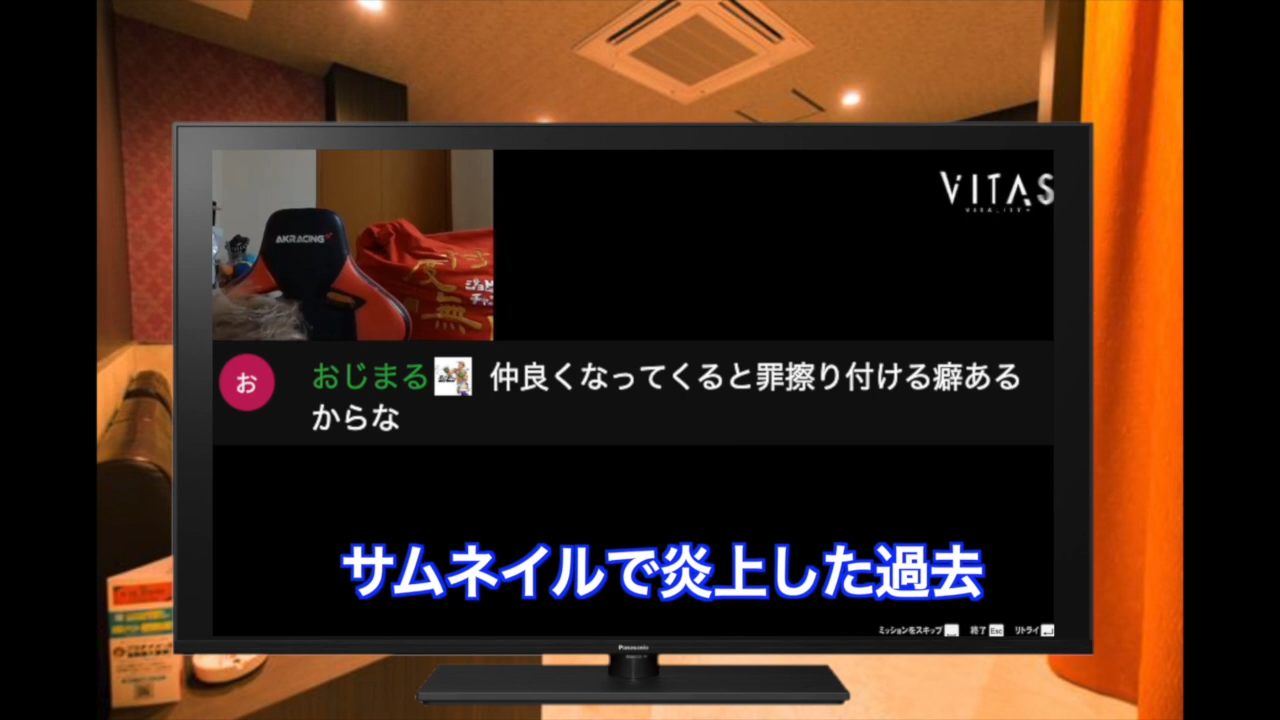 VITAS
AKRACING
お
おじまる 仲良くなってくると罪擦り付ける癖ある
からな
サムネイルで炎上した過去
ミッションをスキップ 終了 Esc リトライ
Panasonic